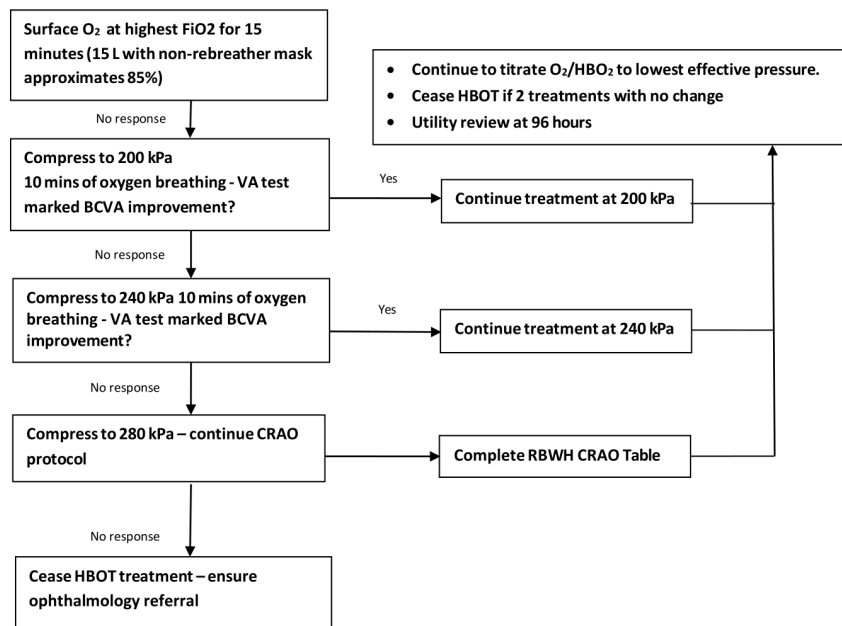 Surface O₂ at highest FiO2 for 15
minutes (15 L with non-rebreather mask
approximates 85%)
• Continue to titrate O₂/HBO₂ to lowest effective pressure.
• Cease HBOT if 2 treatments with no change
• Utility review at 96 hours
No response
Compress to 200 kPa
10 mins of oxygen breathing - VA test
marked BCVA improvement?
Yes
Continue treatment at 200 kPa
No response
Compress to 240 kPa 10 mins of oxygen
breathing - VA test marked BCVA
improvement?
Yes
Continue treatment at 240 kPa
No response
Compress to 280 kPa – continue CRAO
protocol
Complete RBWH CRAO Table
No response
Cease HBOT treatment – ensure
ophthalmology referral